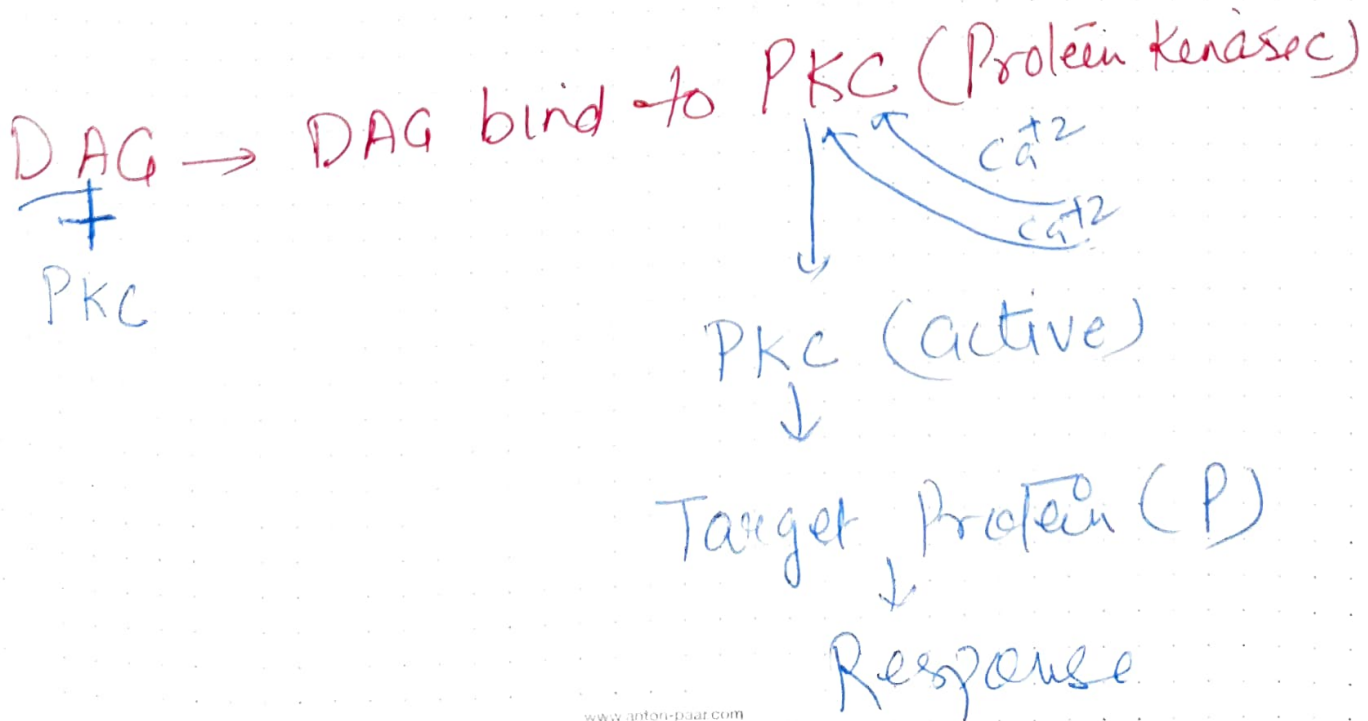 DAG → DAG bind to PKC (Protein Kenasec)
+
PKC
Ca+2
Ca+2
PKC (active)
Target Protein (P)
Response
www.anton-paar.com